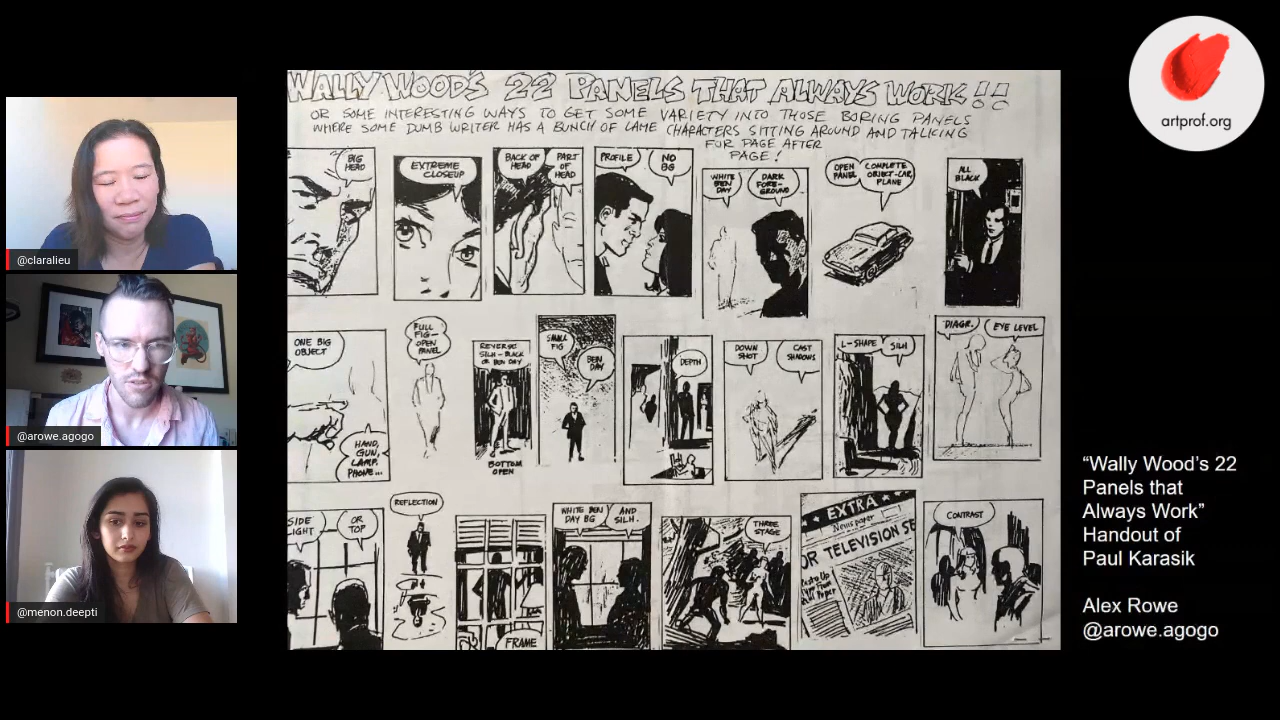 WALLY WOOD'S 22 PANELS THAT ALWAYS WORK!!
OR SOME INTERESTING WAYS TO GET SOME VARIETY INTO THOSE BORING PANELS
WHERE SOME DUMB WRITER HAS A BUNCH OF LAME CHARACTERS SITTING AROUND AND TALKING
FOR PAGE AFTER
PAGE!
BIG
HEAD
EXTREME
CLOSEUP
BACK OF
HEAD
PART
OF
HEAD
PROFILE
NO
BG
WHITE
BEN
DAY
DARK
FORE-
GROUND
OPEN
PANEL
COMPLETE
OBJECT-CAR,
PLANE
ALL
BLACK
ONE BIG
OBJECT
HAND,
GUN,
LAMP,
PHONE...
FULL
FIG-
OPEN
PANEL
REVERSE
SILH-BLACK
OR BEN DAY
BOTTOM
OPEN
SMALL
FIG
BEN
DAY
DEPTH
DOWN
SHOT
CAST
SHADOWS
L-SHAPE
SILH
DIAGR.
EYE LEVEL
SIDE
LIGHT
OR
TOP
REFLECTION
FRAME
WHITE BEN
DAY BG
AND
SILH.
THREE
STAGE
EXTRA
News paper
OR TELEVISION SE
CONTRAST
@claralieu
@arowe.agogo
@menon.deepti
artprof.org
“Wally Wood’s 22
Panels that
Always Work”
Handout of
Paul Karasik
Alex Rowe
@arowe.agogo